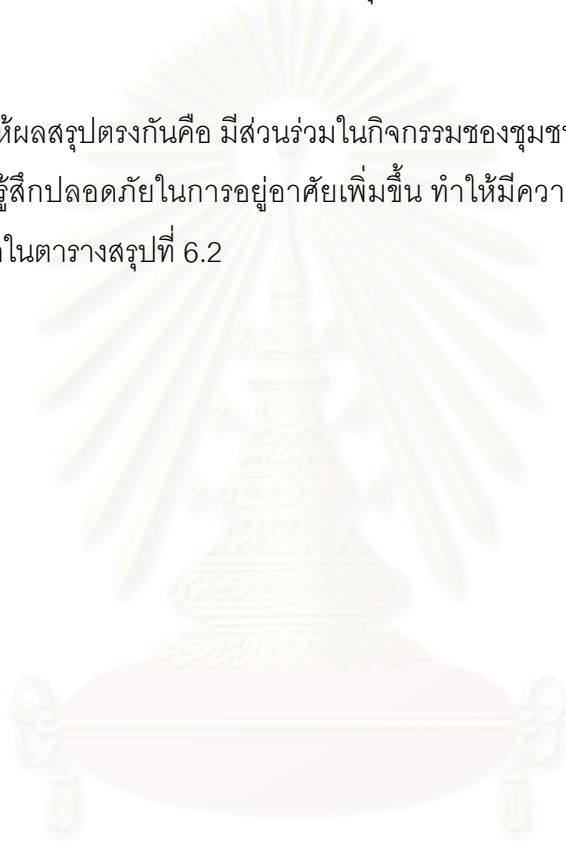 ห้ผลสรุปตรงกันคือ มีส่วนร่วมในกิจกรรมชองชุมช
รู้สึกปลอดภัยในการอยู่อาศัยเพิ่มขึ้น ทำให้มีควา
ในตารางสรุปที่ 6.2